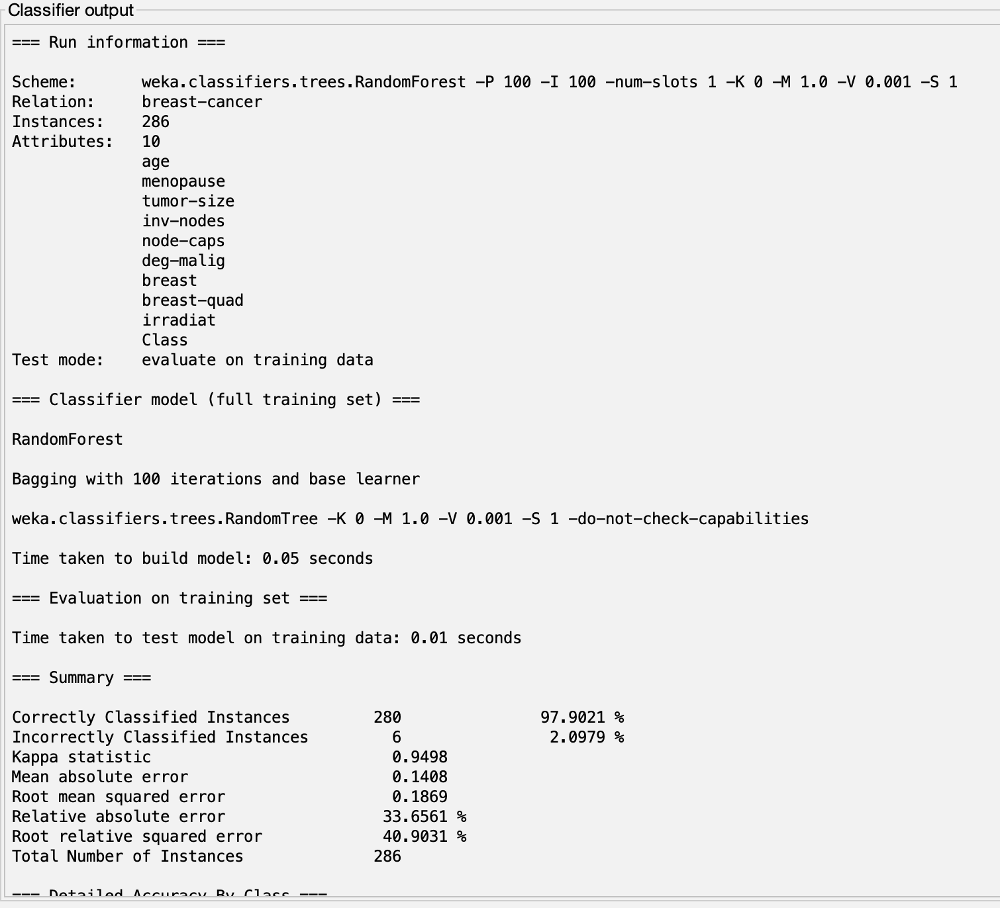 Classifier output
=== Run information ===
Scheme:       weka.classifiers.trees.RandomForest -P 100 -I 100 -num-slots 1 -K 0 -M 1.0 -V 0.001 -S 1
Relation:     breast-cancer
Instances:    286
Attributes:   10
              age
              menopause
              tumor-size
              inv-nodes
              node-caps
              deg-malig
              breast
              breast-quad
              irradiat
              Class
Test mode:    evaluate on training data
=== Classifier model (full training set) ===
RandomForest
Bagging with 100 iterations and base learner
weka.classifiers.trees.RandomTree -K 0 -M 1.0 -V 0.001 -S 1 -do-not-check-capabilities
Time taken to build model: 0.05 seconds
=== Evaluation on training set ===
Time taken to test model on training data: 0.01 seconds
=== Summary ===
Correctly Classified Instances         280               97.9021 %
Incorrectly Classified Instances         6                2.0979 %
Kappa statistic                          0.9498
Mean absolute error                      0.1408
Root mean squared error                  0.1869
Relative absolute error                 33.6561 %
Root relative squared error             40.9031 %
Total Number of Instances              286
=== Detailed Accuracy By Class ===